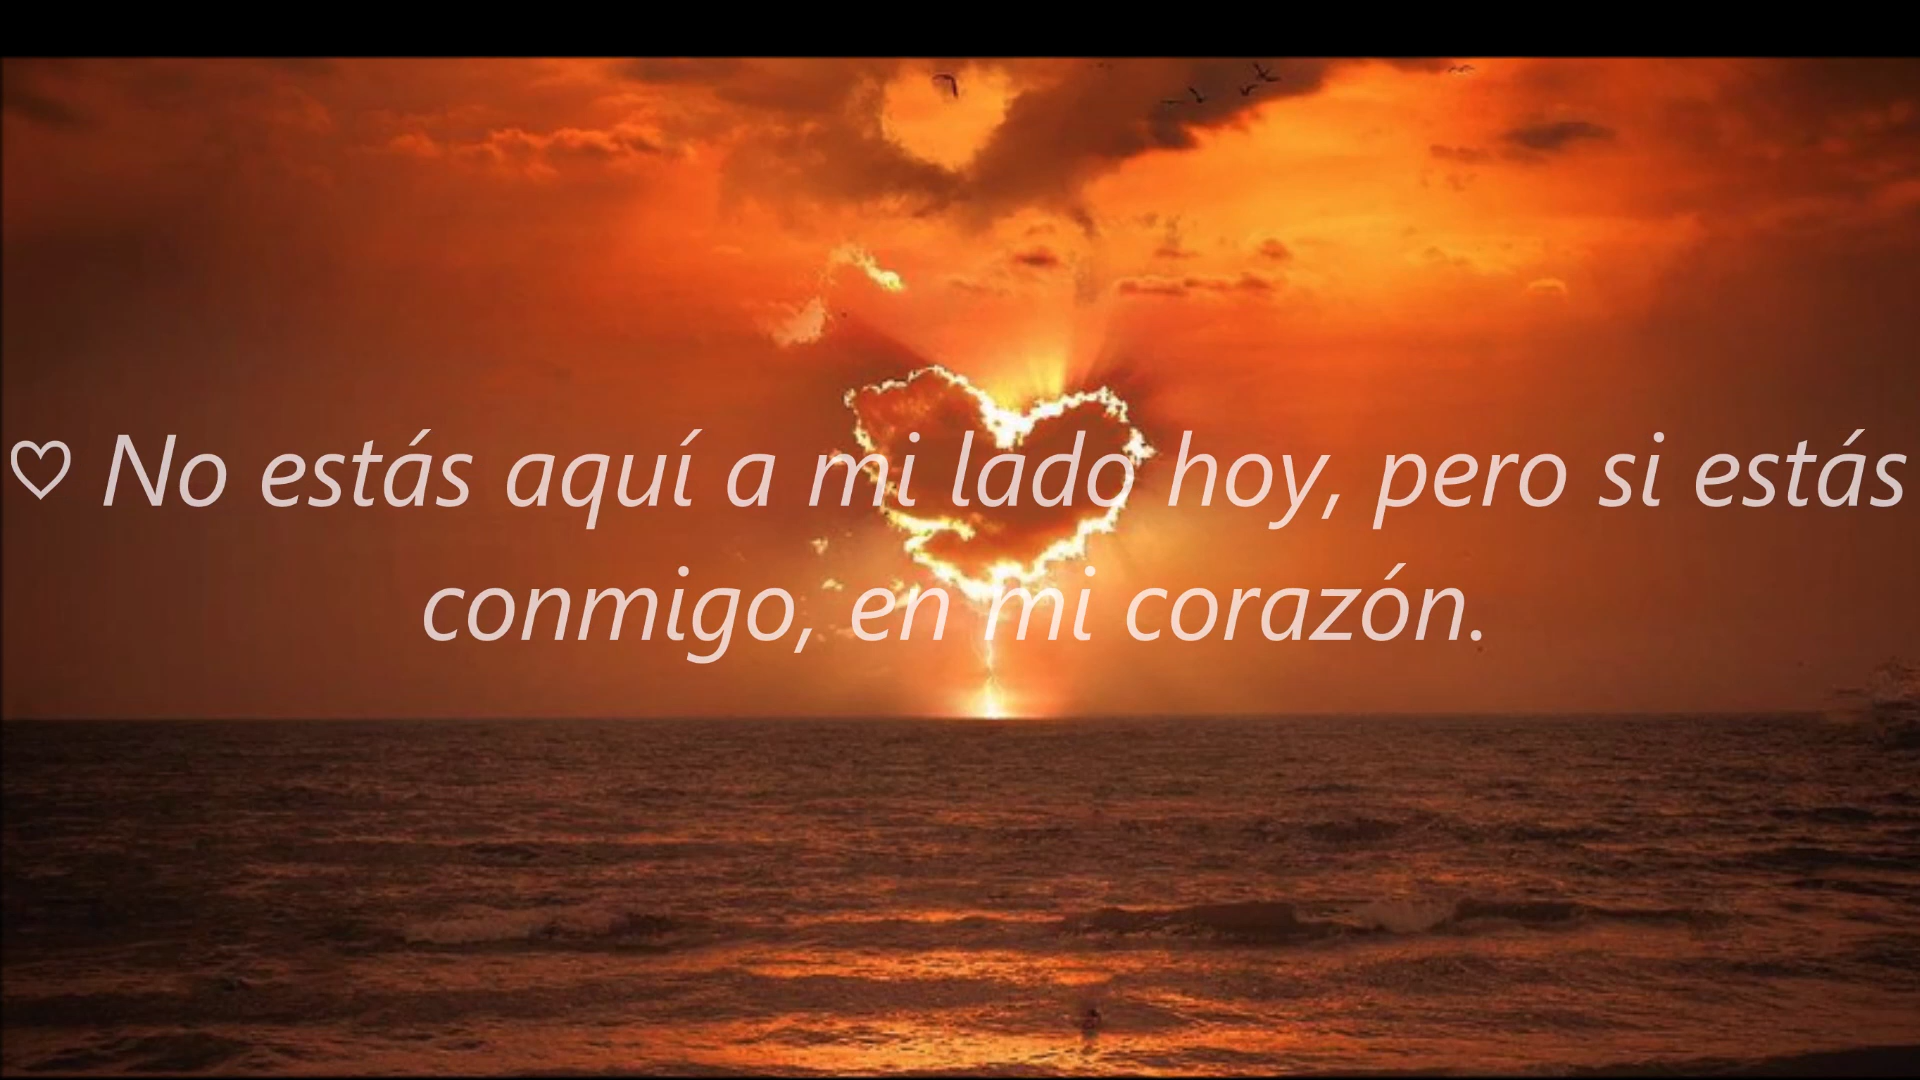 ♡ No estás aquí a mi lado hoy, pero si estás
conmigo, en mi corazón.